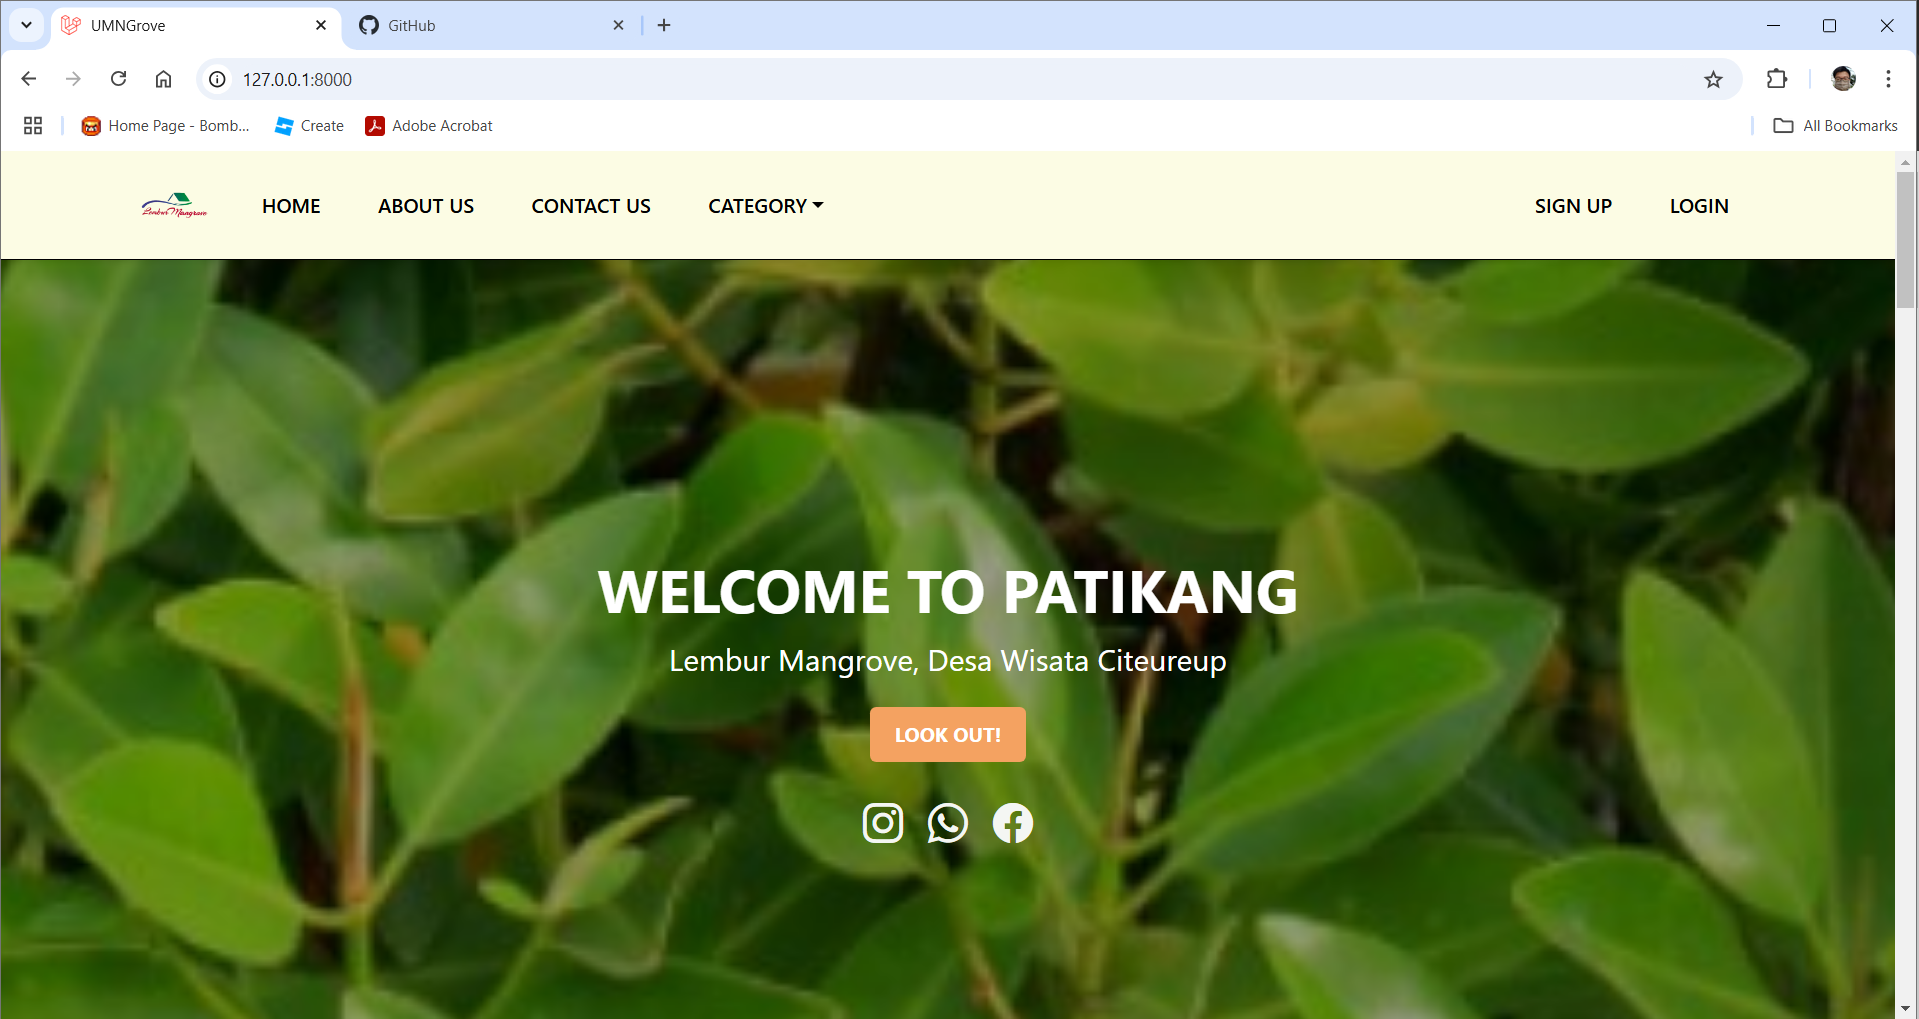 UMNGrove
GitHub
127.0.0.1:8000
Home Page - Bomb...
Create
Adobe Acrobat
All Bookmarks
Lembur Mangrove
HOME
ABOUT US
CONTACT US
CATEGORY
SIGN UP
LOGIN
WELCOME TO PATIKANG
Lembur Mangrove, Desa Wisata Citeureup
LOOK OUT!